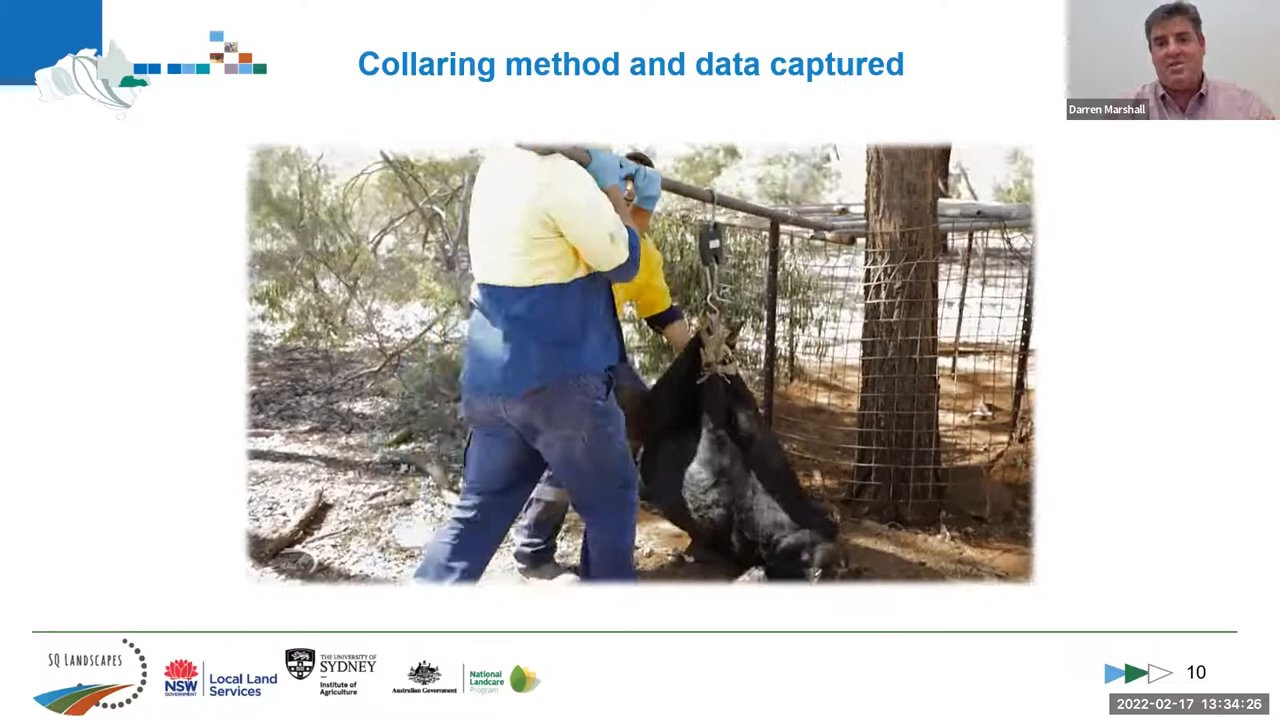 Collaring method and data captured
Darren Marshall
SQ LANDSCAPES
NSW
GOVERNMENT
Local Land
Services
THE UNIVERSITY OF
SYDNEY
Institute of
Agriculture
Australian Government
National
Landcare
Program
10
2022-02-17 13:34:26